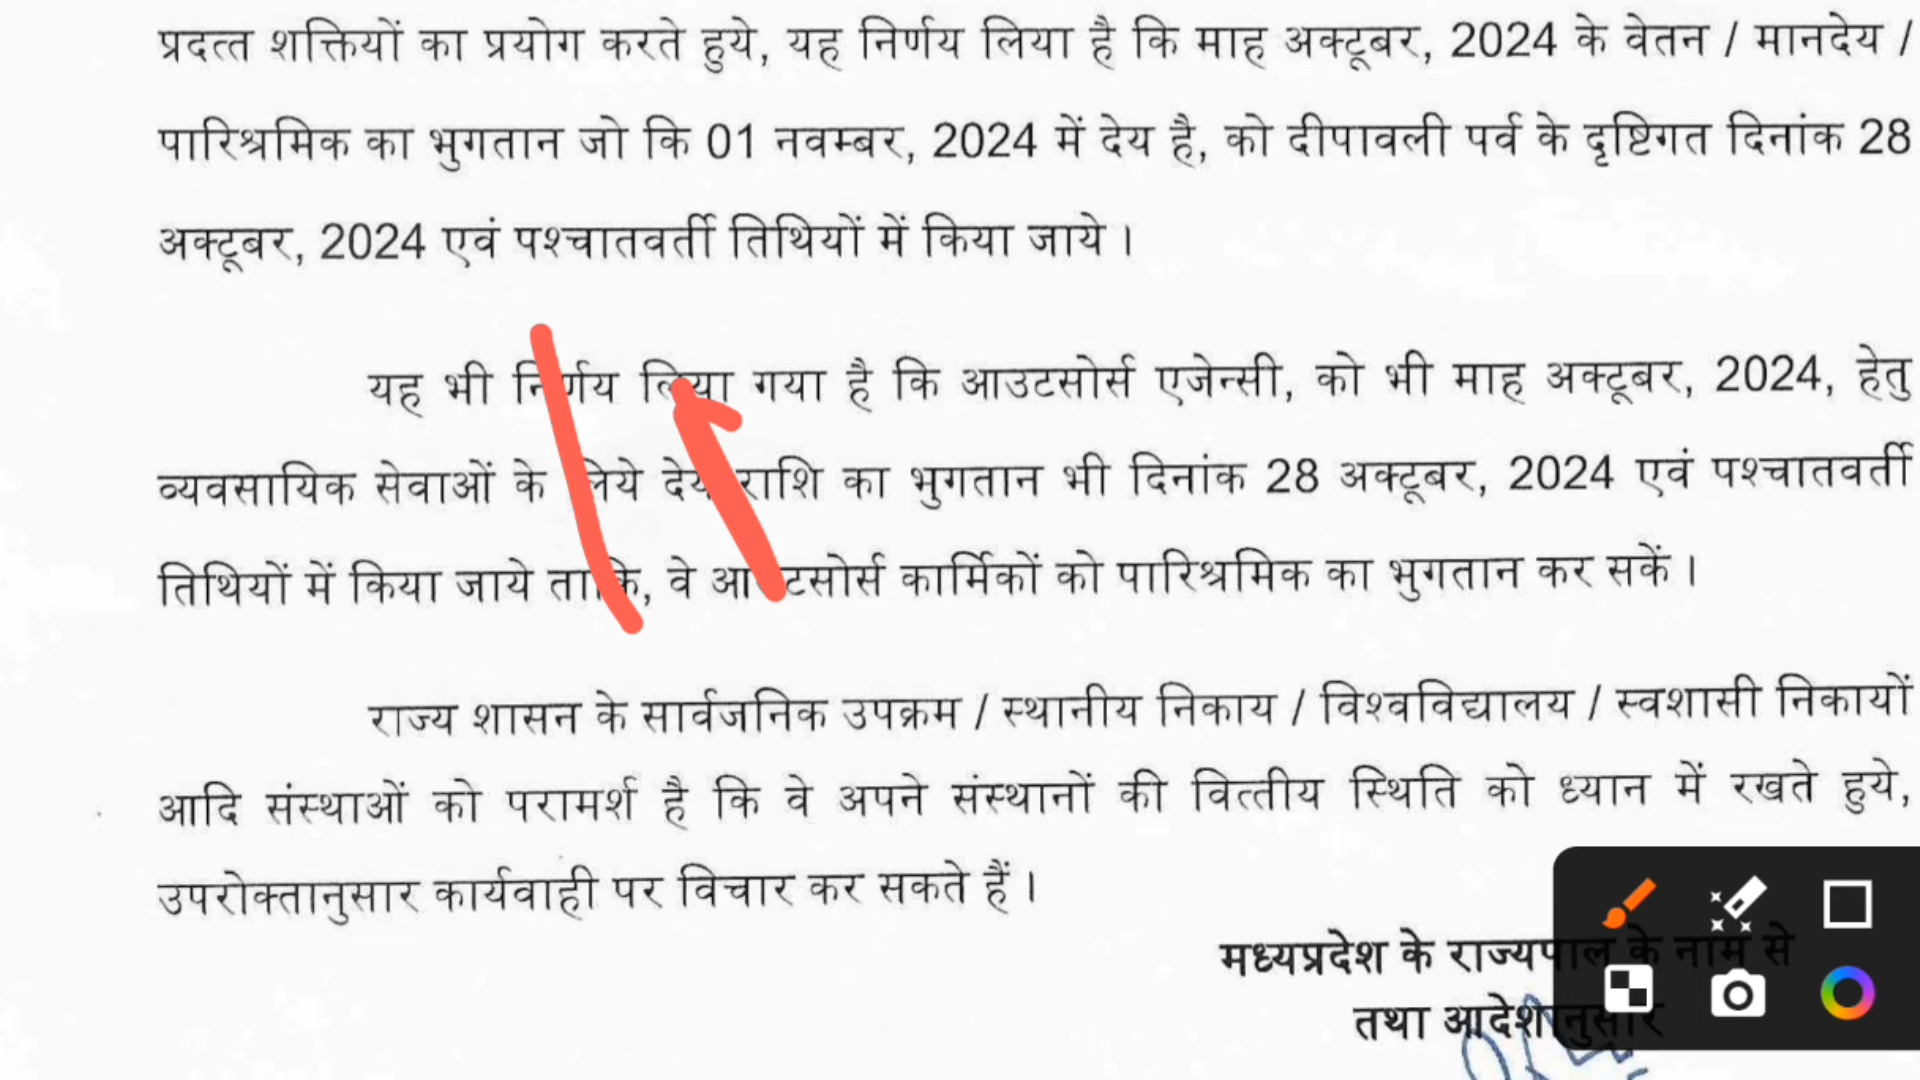 प्रदत्त शक्तियों का प्रयोग करते हुये, यह निर्णय लिया है कि माह अक्टूबर, 2024 के वेतन / मानदेय /
पारिश्रमिक का भुगतान जो कि 01 नवम्बर, 2024 में देय है, को दीपावली पर्व के दृष्टिगत दिनांक 28
अक्टूबर, 2024 एवं पश्चातवर्ती तिथियों में किया जाये।
यह भी निर्णय लिया गया है कि आउटसोर्स एजेन्सी, को भी माह अक्टूबर, 2024, हेतु
व्यवसायिक सेवाओं के लिये देय राशि का भुगतान भी दिनांक 28 अक्टूबर, 2024 एवं पश्चातवर्ती
तिथियों में किया जाये ताकि, वे आउटसोर्स कार्मिकों को पारिश्रमिक का भुगतान कर सकें।
राज्य शासन के सार्वजनिक उपक्रम / स्थानीय निकाय / विश्वविद्यालय / स्वशासी निकायों
आदि संस्थाओं को परामर्श है कि वे अपने संस्थानों की वित्तीय स्थिति को ध्यान में रखते हुये,
उपरोक्तानुसार कार्यवाही पर विचार कर सकते हैं।
मध्यप्रदेश के राज्यपाल के नाम से
तथा आदेशानुसार